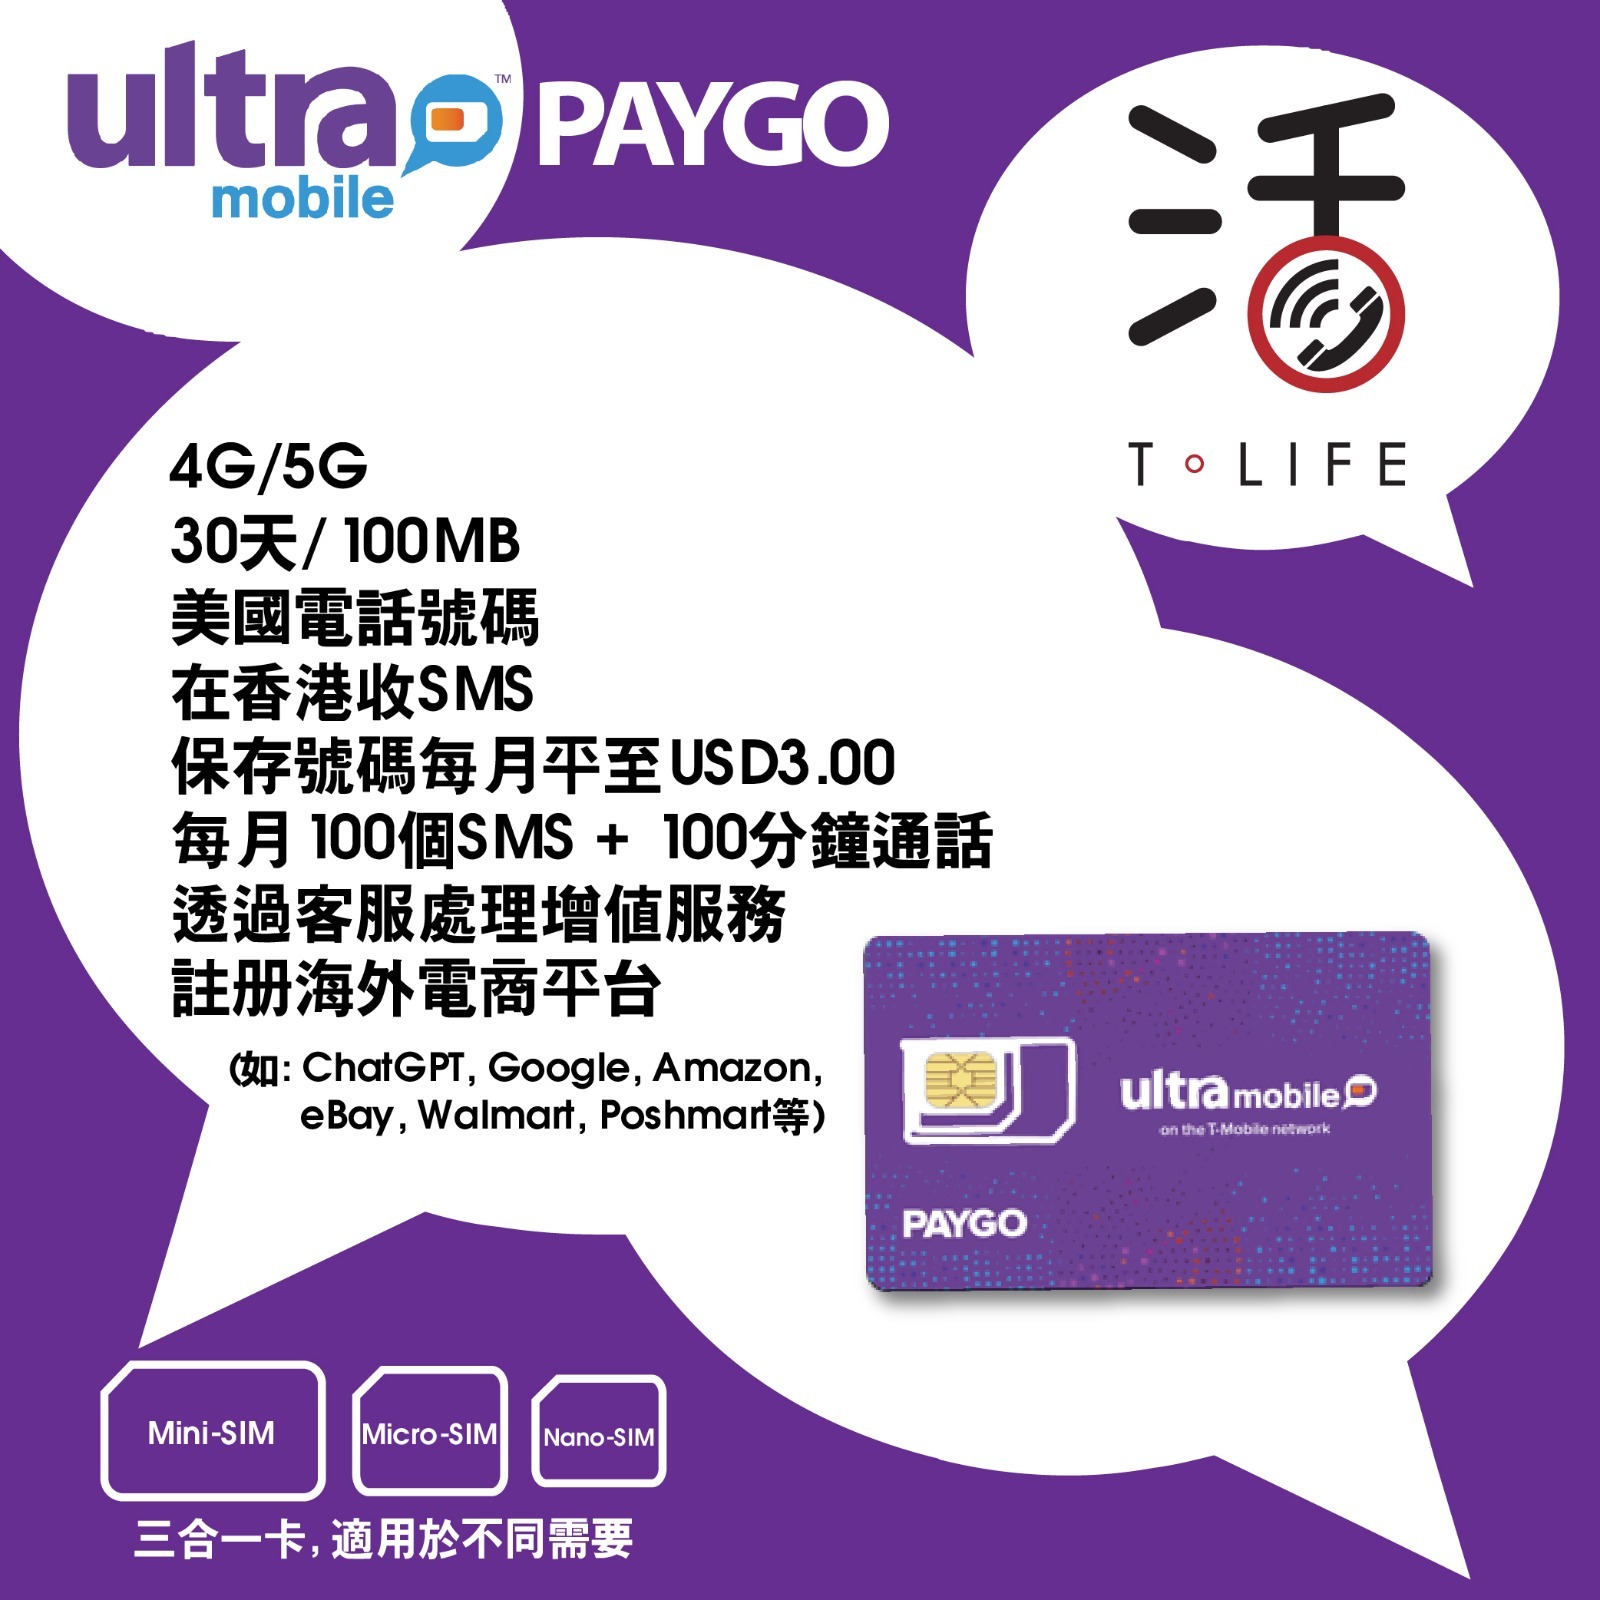 ultra
mobile
™
PAYGO
活
T LIFE
4G/5G
30天/ 100MB
美國電話號碼
在香港收SMS
保存號碼每月平至USD3.00
每月100個SMS + 100分鐘通話
透過客服處理增值服務
註册海外電商平台
(如: ChatGPT, Google, Amazon,
eBay, Walmart, Poshmart等)
ultra mobile
on the T-Mobile network
PAYGO
Mini-SIM
Micro-SIM
Nano-SIM
三合一卡, 適用於不同需要